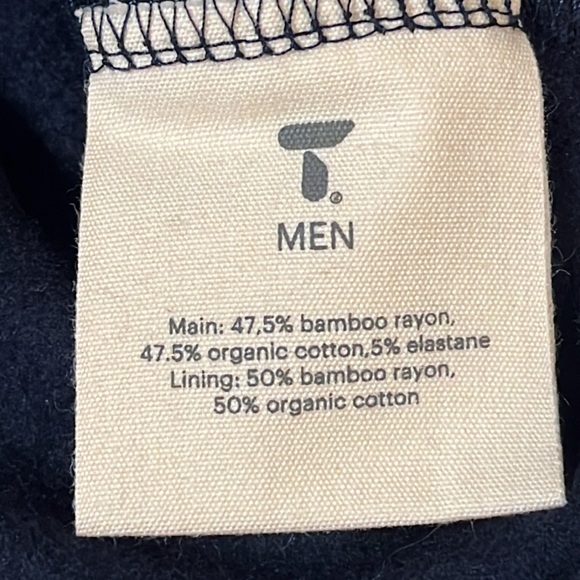 T.®
MEN
Main: 47,5% bamboo rayon,
47.5% organic cotton,5% elastane
Lining: 50% bamboo rayon,
50% organic cotton